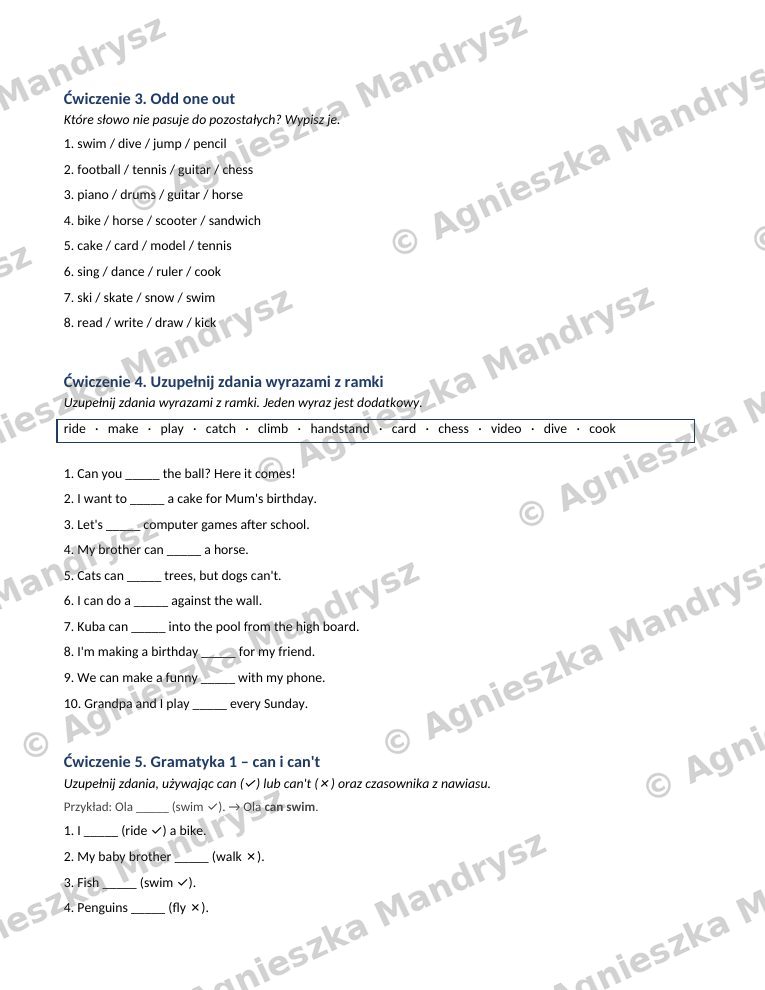 Ćwiczenie 3. Odd one out
Które słowo nie pasuje do pozostałych? Wypisz je.
1. swim / dive / jump / pencil
2. football / tennis / guitar / chess
3. piano / drums / guitar / horse
4. bike / horse / scooter / sandwich
5. cake / card / model / tennis
6. sing / dance / ruler / cook
7. ski / skate / snow / swim
8. read / write / draw / kick
Ćwiczenie 4. Uzupełnij zdania wyrazami z ramki
Uzupełnij zdania wyrazami z ramki. Jeden wyraz jest dodatkowy.
ride · make · play · catch · climb · handstand · card · chess · video · dive · cook
1. Can you _____ the ball? Here it comes!
2. I want to _____ a cake for Mum's birthday.
3. Let's _____ computer games after school.
4. My brother can _____ a horse.
5. Cats can _____ trees, but dogs can't.
6. I can do a _____ against the wall.
7. Kuba can _____ into the pool from the high board.
8. I'm making a birthday _____ for my friend.
9. We can make a funny _____ with my phone.
10. Grandpa and I play _____ every Sunday.
Ćwiczenie 5. Gramatyka 1 – can i can't
Uzupełnij zdania, używając can (✓) lub can't (✗) oraz czasownika z nawiasu.
Przykład: Ola _____ (swim ✓). → Ola can swim.
1. I _____ (ride ✓) a bike.
2. My baby brother _____ (walk ✗).
3. Fish _____ (swim ✓).
4. Penguins _____ (fly ✗).
© Agnieszka Mandrysz